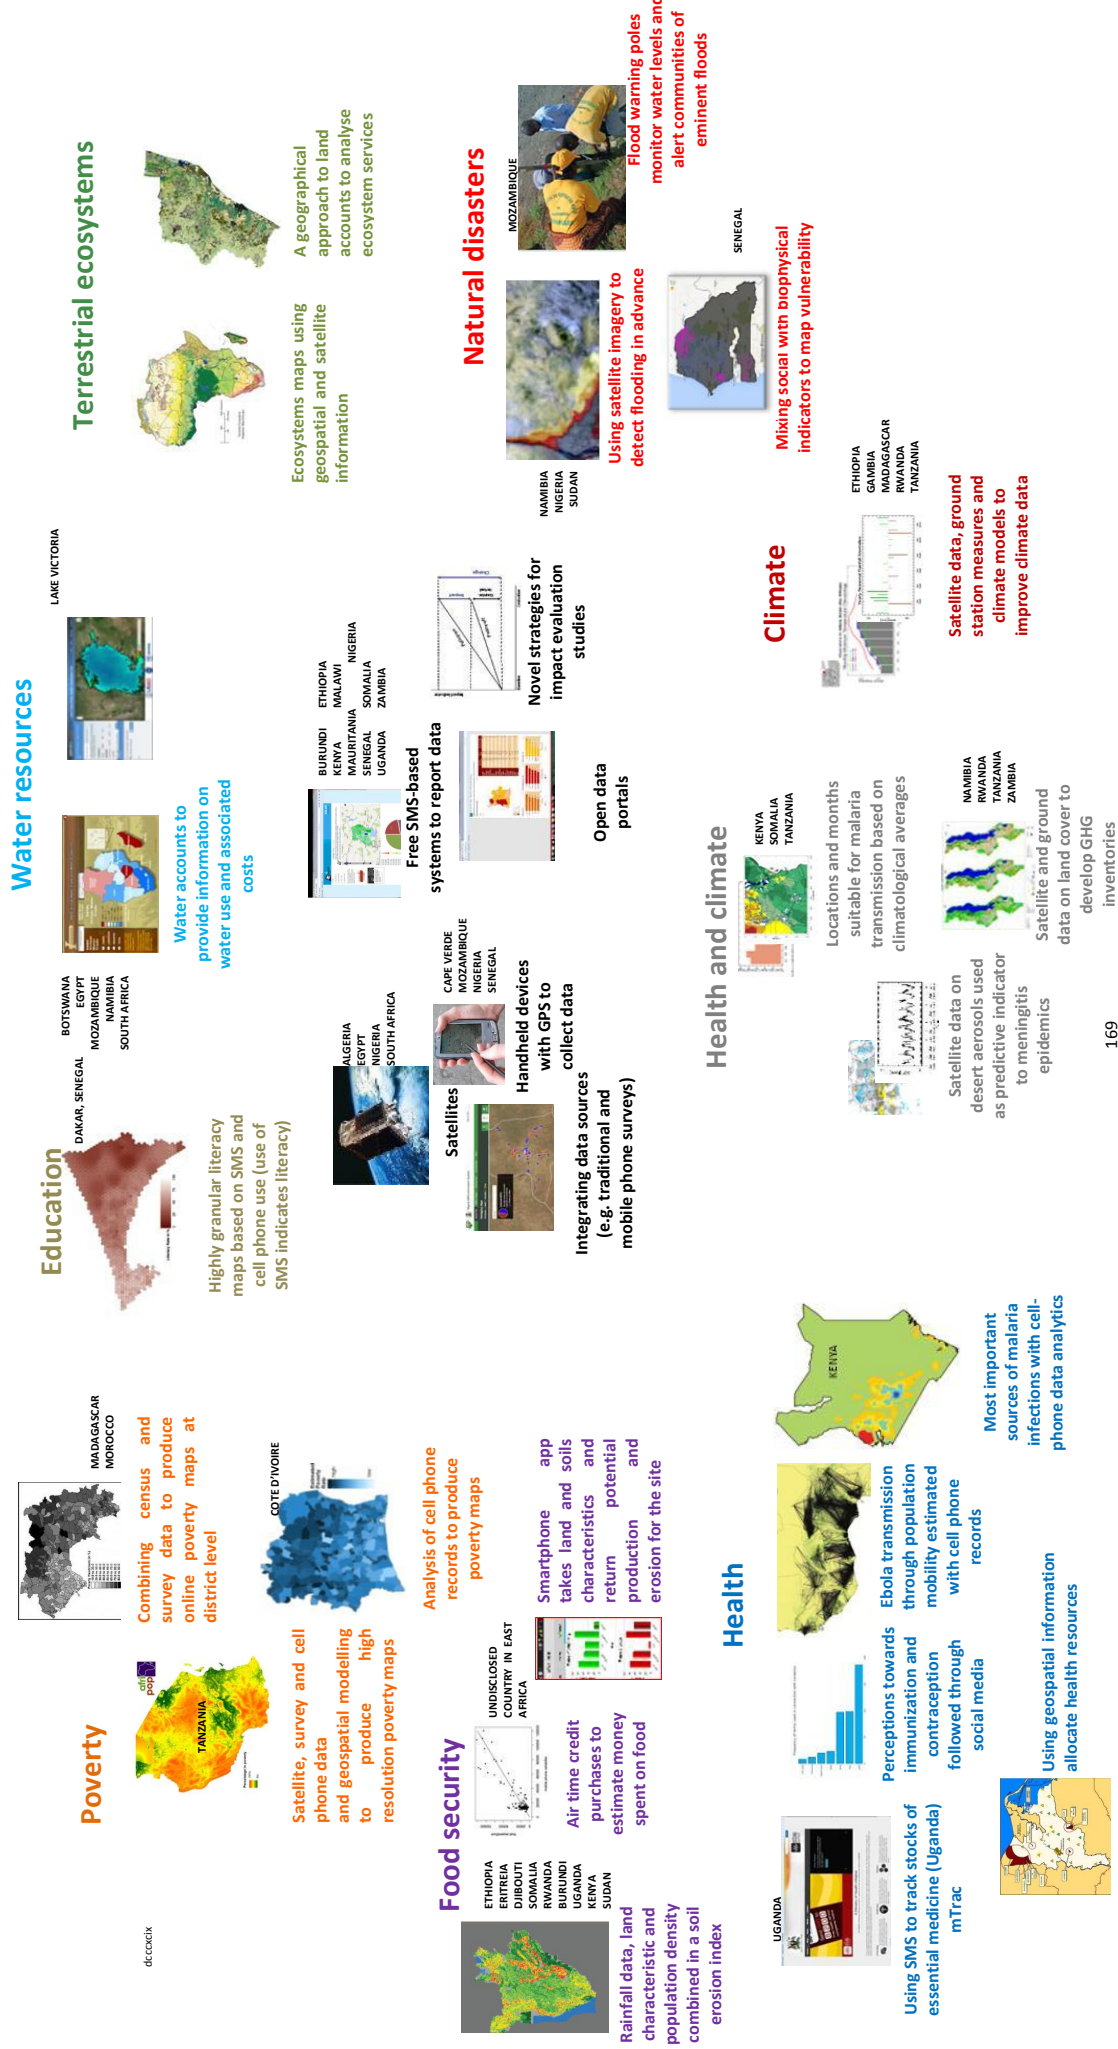 dcccxcix
Poverty
afri
pop
TANZANIA
Satellite, survey and cell
phone data
and geospatial modelling
to produce high
resolution poverty maps
MADAGASCAR
MOROCCO
Combining census and
survey data to produce
online poverty maps at
district level
COTE D'IVOIRE
Estimated
Poverty
Rate
High
low
Analysis of cell phone
records to produce
poverty maps
Education
DAKAR, SENEGAL
Highly granular literacy
maps based on SMS and
cell phone use (use of
SMS indicates literacy)
Water resources
BOTSWANA
EGYPT
MOZAMBIQUE
NAMIBIA
SOUTH AFRICA
Water accounts to
provide information on
water use and associated
costs
LAKE VICTORIA
Terrestrial ecosystems
Ecosystems maps using
geospatial and satellite
information
A geographical
approach to land
accounts to analyse
ecosystem services
Food security
ETHIOPIA
ERITREIA
DJIBOUTI
SOMALIA
RWANDA
BURUNDI
UGANDA
KENYA
SUDAN
Rainfall data, land
characteristic and
population density
combined in a soil
erosion index
UNDISCLOSED
COUNTRY IN EAST
AFRICA
Air time credit
purchases to
estimate money
spent on food
Smartphone app
takes land and soils
characteristics and
return potential
production and
erosion for the site
ALGERIA
EGYPT
NIGERIA
SOUTH AFRICA
Satellites
CAPE VERDE
MOZAMBIQUE
NIGERIA
SENEGAL
Handheld devices
with GPS to
collect data
Integrating data sources
(e.g. traditional and
mobile phone surveys)
BURUNDI ETHIOPIA
KENYA MALAWI
MAURITANIA NIGERIA
SENEGAL SOMALIA
UGANDA ZAMBIA
Free SMS-based
systems to report data
Open data
portals
Change
Impact
Novel strategies for
impact evaluation
studies
Natural disasters
NAMIBIA
NIGERIA
SUDAN
Using satellite imagery to
detect flooding in advance
MOZAMBIQUE
Flood warning poles
monitor water levels and
alert communities of
eminent floods
SENEGAL
Mixing social with biophysical
indicators to map vulnerability
Health
UGANDA
Using SMS to track stocks of
essential medicine (Uganda)
mTrac
Perceptions towards
immunization and
contraception
followed through
social media
Ebola transmission
through population
mobility estimated
with cell phone
records
KENYA
Most important
sources of malaria
infections with cell-
phone data analytics
Using geospatial information
allocate health resources
Health and climate
KENYA
SOMALIA
TANZANIA
Locations and months
suitable for malaria
transmission based on
climatological averages
Satellite data on
desert aerosols used
as predictive indicator
to meningitis
epidemics
NAMIBIA
RWANDA
TANZANIA
ZAMBIA
Satellite and ground
data on land cover to
develop GHG
inventories
Climate
ETHIOPIA
GAMBIA
MADAGASCAR
RWANDA
TANZANIA
Satellite data, ground
station measures and
climate models to
improve climate data
169